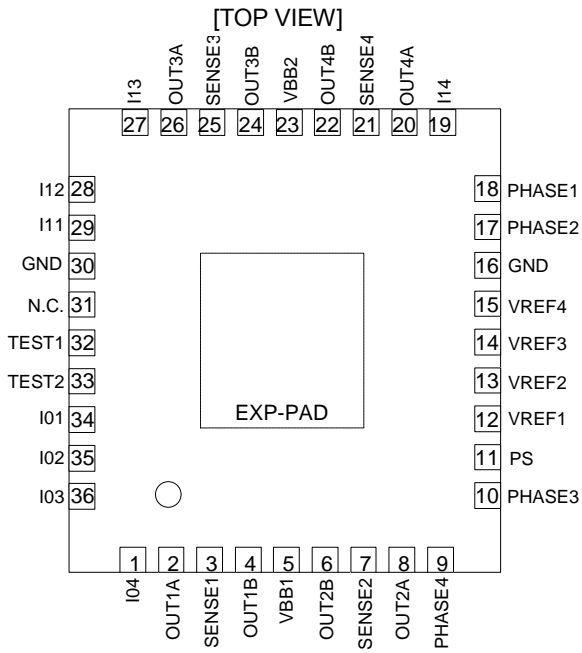 [TOP VIEW]
I13
OUT3A
SENSE3
OUT3B
VBB2
OUT4B
SENSE4
OUT4A
I14
27
26
25
24
23
22
21
20
19
I12 28
I11 29
GND 30
N.C. 31
TEST1 32
TEST2 33
I01 34
I02 35
I03 36
18 PHASE1
17 PHASE2
16 GND
15 VREF4
14 VREF3
13 VREF2
12 VREF1
11 PS
10 PHASE3
EXP-PAD
1
2
3
4
5
6
7
8
9
I04
OUT1A
SENSE1
OUT1B
VBB1
OUT2B
SENSE2
OUT2A
PHASE4